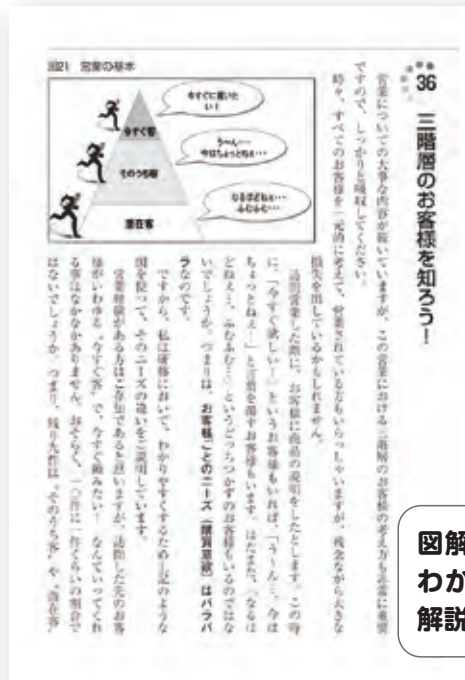 36 三階層のお客様を知ろう！
営業についての大事な内容が続いていますが、この営業における三階層のお客様の考え方も非常に重要
ですので、しっかりと吸収してください。
時々、すべてのお客様を一元的に考えて、営業されている方もいらっしゃいますが、残念ながら大きな
損失を出しているかもしれません。
訪問営業した際に、お客様に商品の説明をしたとします。この時
に、「今すぐ欲しい！」というお客様もいれば、「う～ん…、今は
ちょっとねぇ…」と言葉を濁すお客様もいます。はたまた、「なるほ
どねぇ…、ふむふむ…」というどっちつかずのお客様もいるのではな
いでしょうか。つまりは、お客様ごとのニーズ（購買意欲）はバラバ
ラなのです。
ですから、私は研修において、わかりやすくするため上記のような
図を使って、そのニーズの違いをご説明しています。
営業経験がある方はご存知であると思いますが、訪問した先のお客
様がいわゆる“今すぐ客”で、今すぐ頼みたい！ なんていってくれ
る事はなかなかありません。おそらく、一〇件に一件くらいの割合で
はないでしょうか。つまり、残り九件は“そのうち客”や“潜在客”
営業の基本
今すぐに買いた
い！
今すぐ客
う～ん…
今はちょっとねぇ…
そのうち客
なるほどねぇ…
ふむふむ…
潜在客
図解
わか
解説